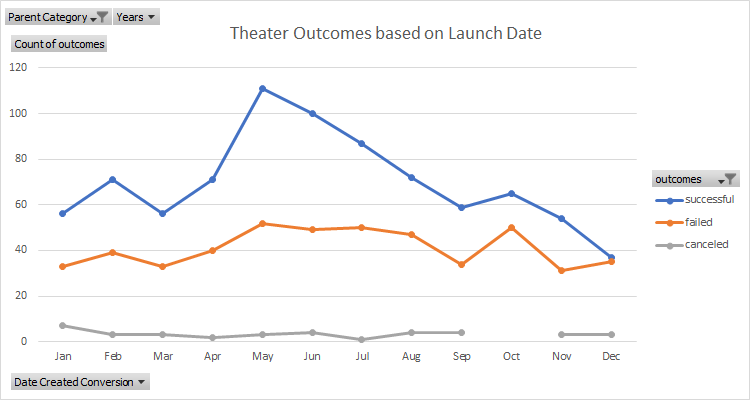 Parent Category Years
Theater Outcomes based on Launch Date
Count of outcomes
120
100
80
60
40
20
0
Jan Feb Mar Apr May Jun Jul Aug Sep Oct Nov Dec
outcomes
successful
failed
canceled
Date Created Conversion